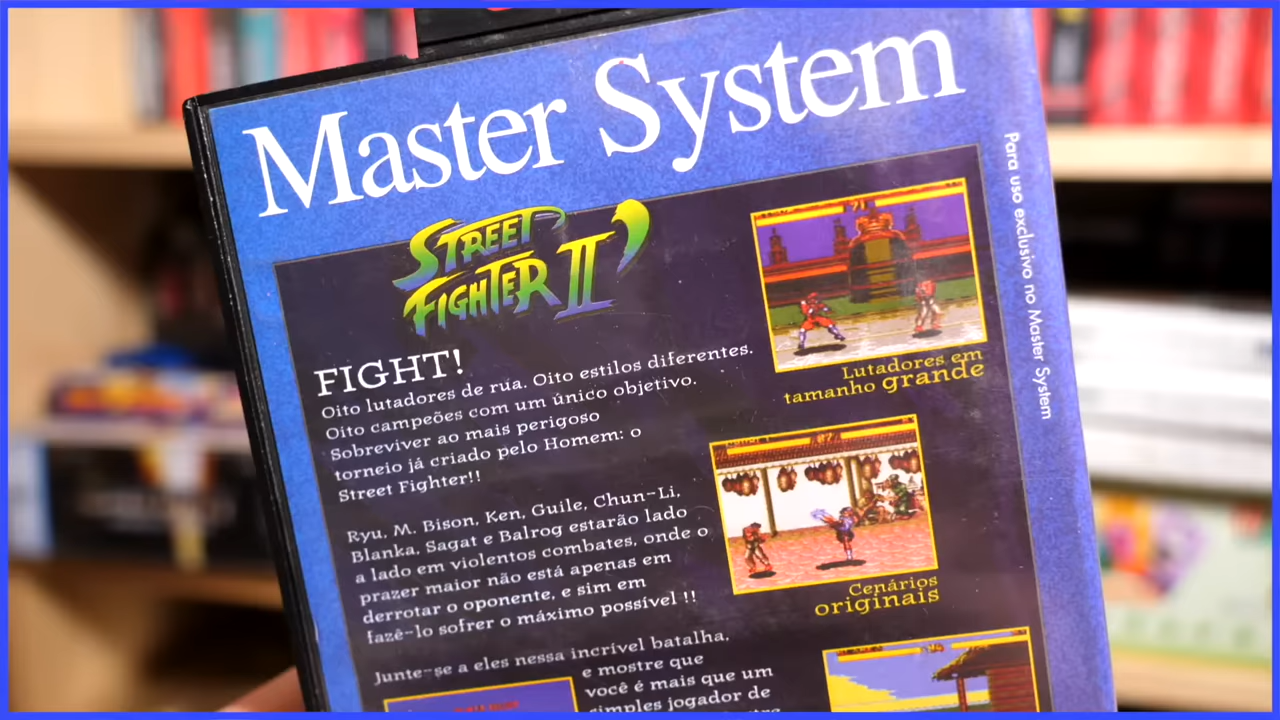 Master System
STREET
FIGHTER II'
FIGHT!
Oito lutadores de rua. Oito estilos diferentes.
Oito campeões com um único objetivo.
Sobreviver ao mais perigoso
torneio já criado pelo Homem: o
Street Fighter!!
Ryu, M. Bison, Ken, Guile, Chun-Li,
Blanka, Sagat e Balrog estarão lado
a lado em violentos combates, onde o
prazer maior não está apenas em
derrotar o oponente, e sim em
fazê-lo sofrer o máximo possível !!
Junte-se a eles nessa incrível batalha,
e mostre que
você é mais que um
simples jogador de
Lutadores em
tamanho grande
Cenários
originais
Para uso exclusivo no Master System